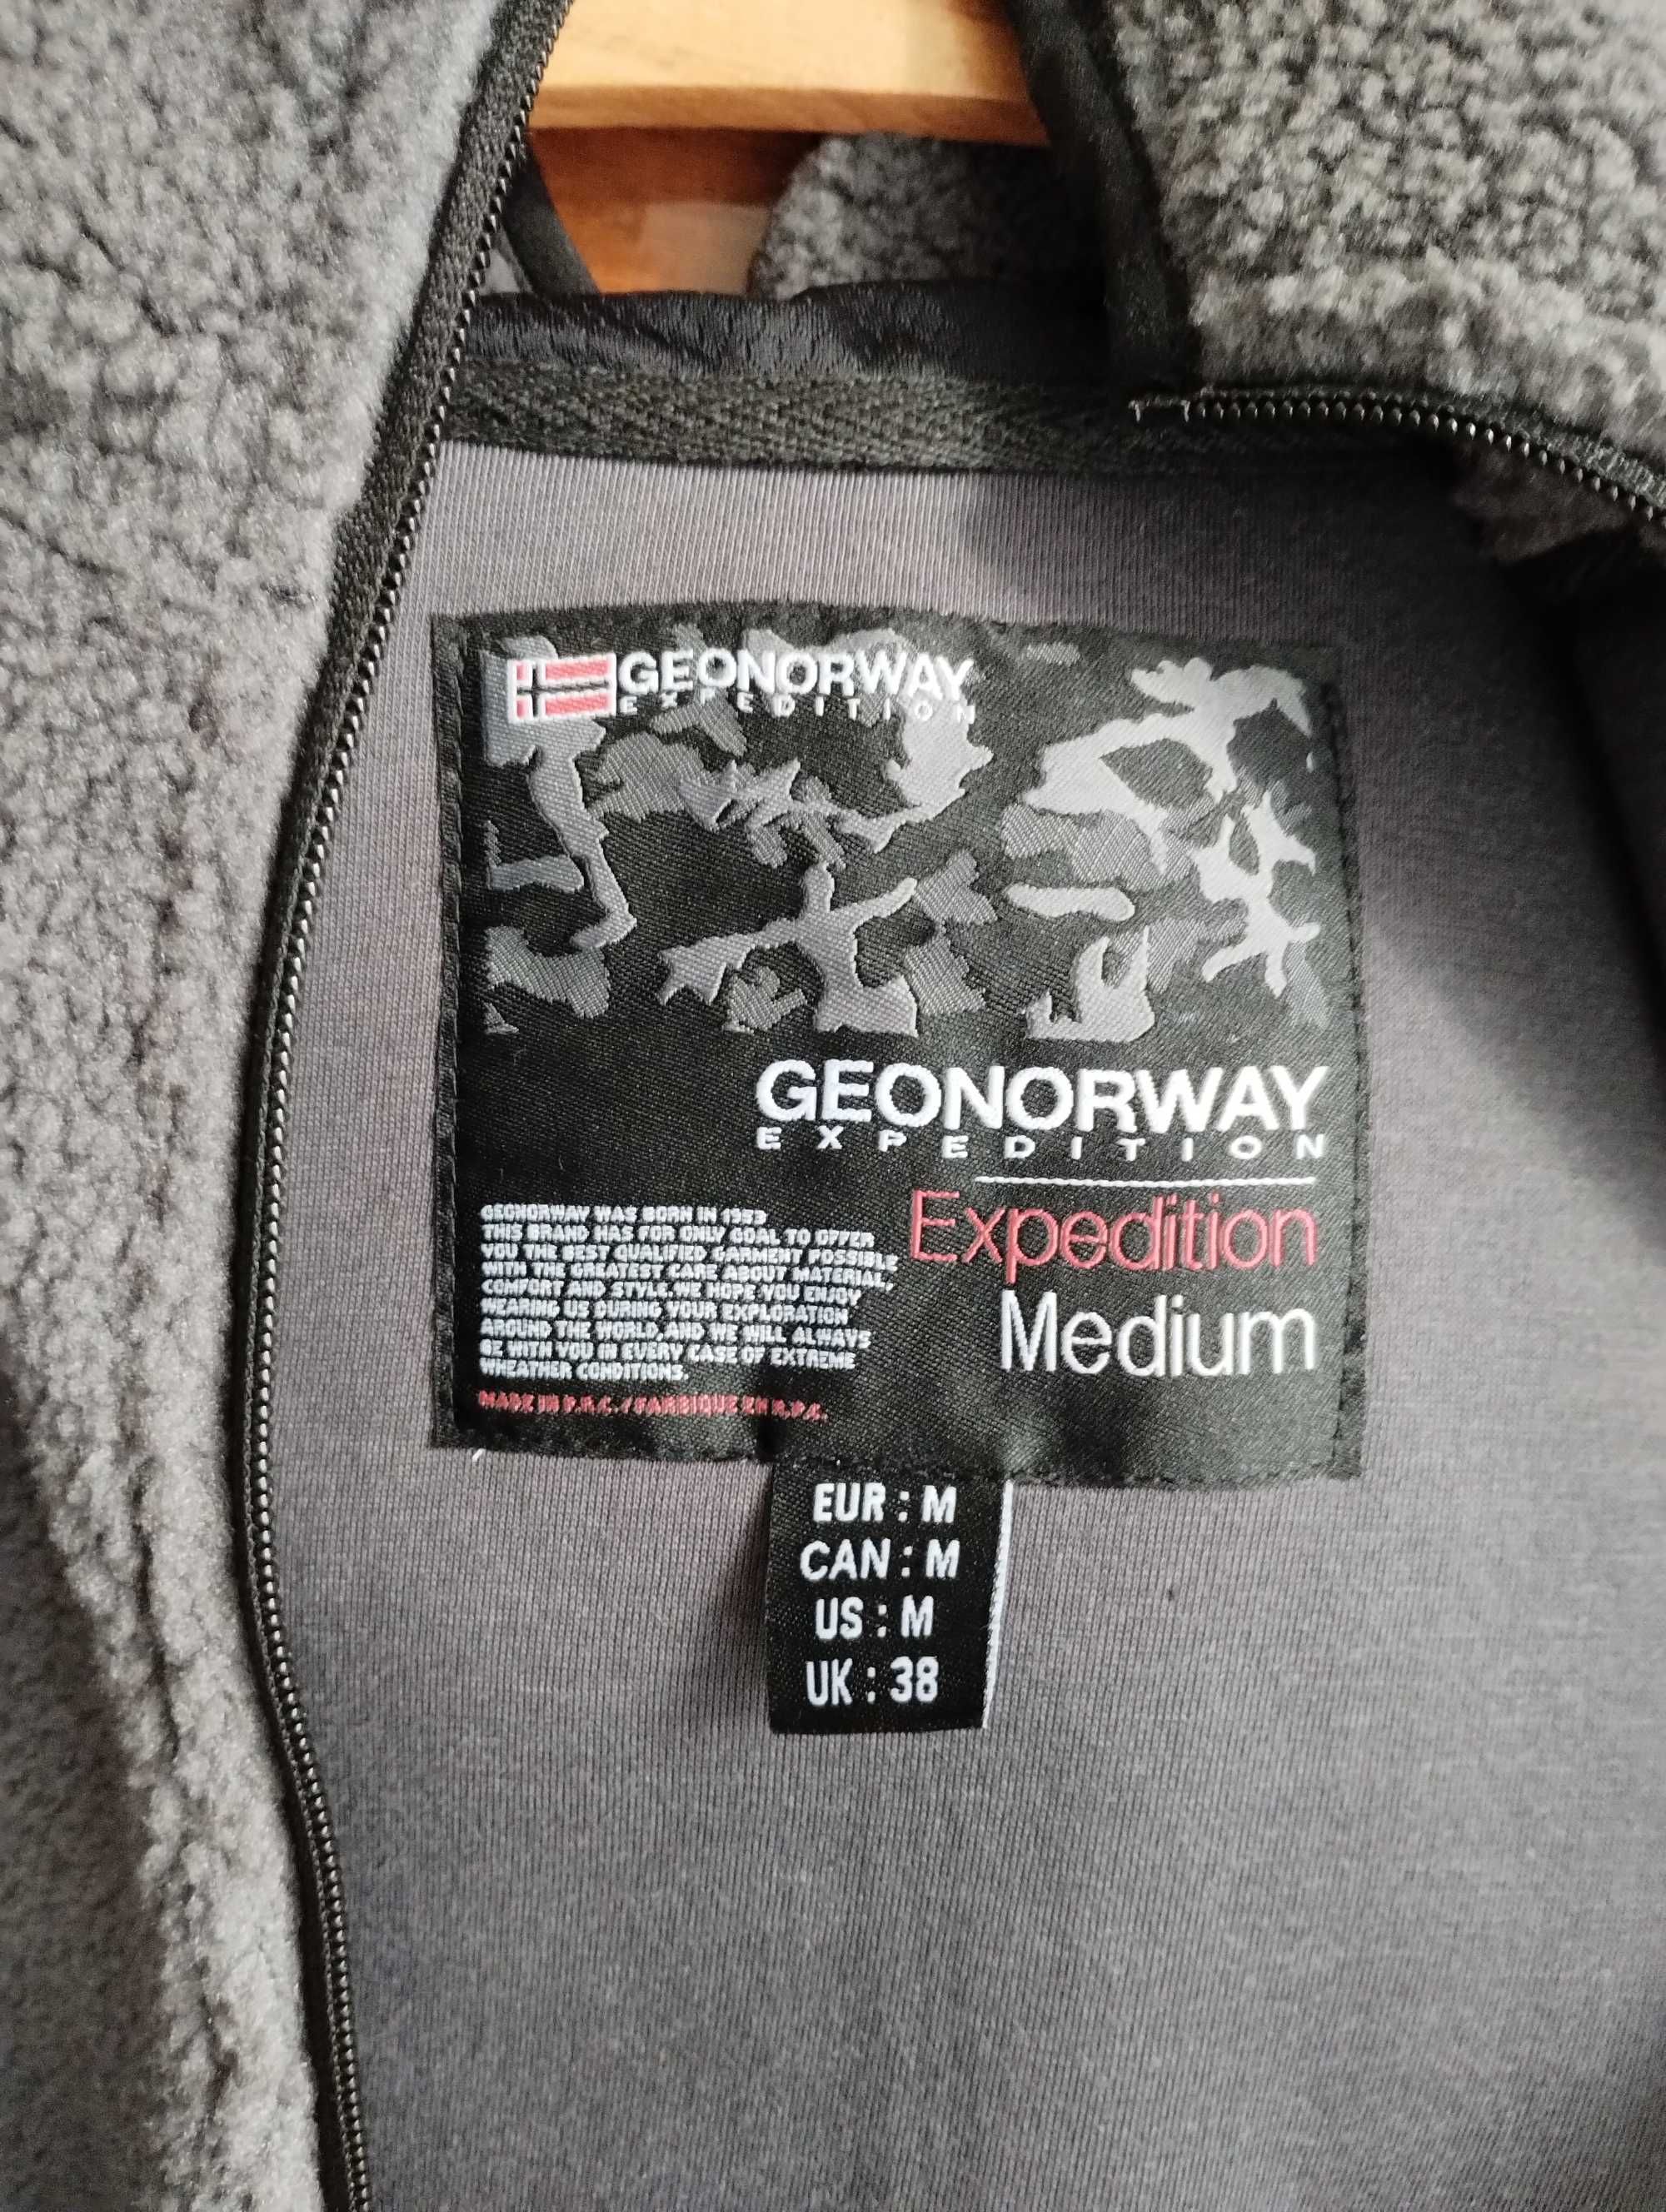 GEONORWAY
EXPEDITION
GEONORWAY
EXPEDITION
Expedition
Medium
GEONORWAY WAS BORN IN
THIS BRAND HAS FOR ONLY GOAL TO OFFER
YOU THE BEST QUALIFIED GARMENT POSSIBLE
WITH THE GREATEST CARE ABOUT MATERIAL,
COMFORT AND STYLE.WE HOPE YOU ENJOY
WEARING US DURING YOUR EXPLORATION
AROUND THE WORLD,AND WE WILL ALWAYS
BE WITH YOU IN EVERY CASE OF EXTREME
WHEATHER CONDITIONS.
MADE IN P.R.C. / FABRIQUE EN R.P.C.
EUR : M
CAN : M
US : M
UK : 38